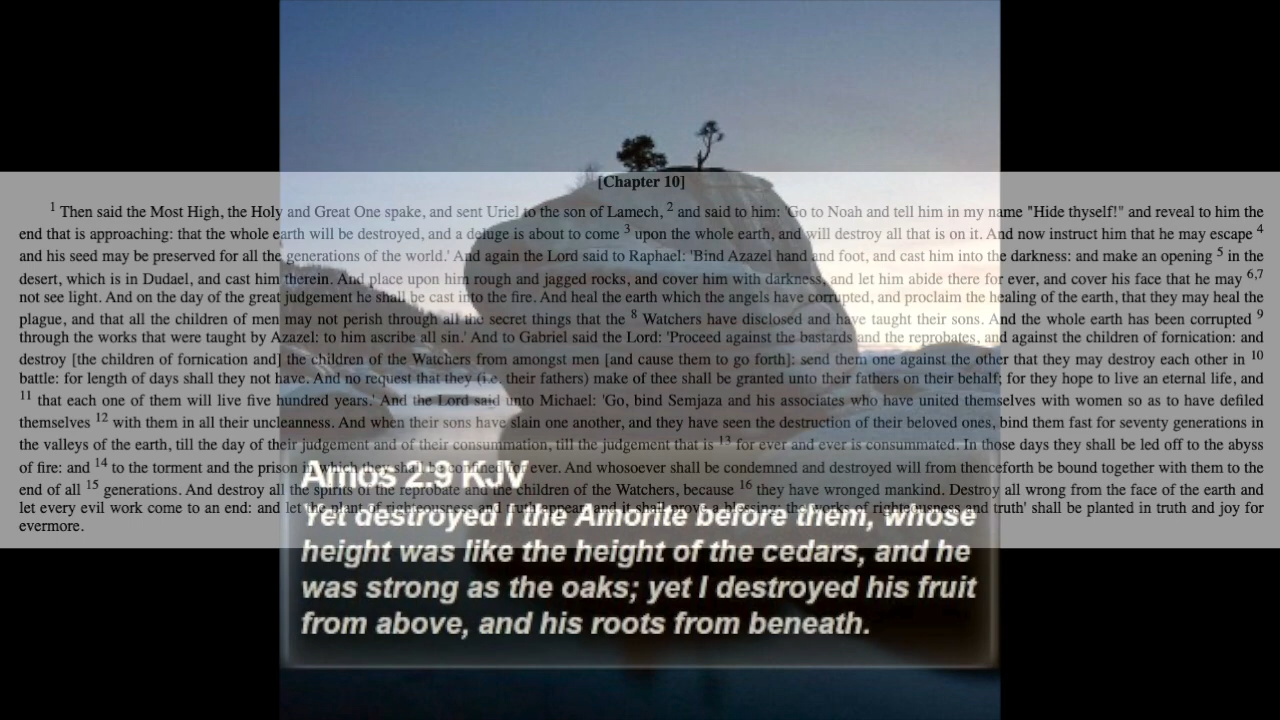 [Chapter 10]
1 Then said the Most High, the Holy and Great One spake, and sent Uriel to the son of Lamech, 2 and said to him: 'Go to Noah and tell him in my name "Hide thyself!" and reveal to him the
end that is approaching: that the whole earth will be destroyed, and a deluge is about to come 3 upon the whole earth, and will destroy all that is on it. And now instruct him that he may escape 4
and his seed may be preserved for all the generations of the world.' And again the Lord said to Raphael: 'Bind Azazel hand and foot, and cast him into the darkness: and make an opening 5 in the
desert, which is in Dudael, and cast him therein. And place upon him rough and jagged rocks, and cover him with darkness, and let him abide there for ever, and cover his face that he may 6,7
not see light. And on the day of the great judgement he shall be cast into the fire. And heal the earth which the angels have corrupted, and proclaim the healing of the earth, that they may heal the
plague, and that all the children of men may not perish through all the secret things that the 8 Watchers have disclosed and have taught their sons. And the whole earth has been corrupted 9
through the works that were taught by Azazel: to him ascribe all sin.' And to Gabriel said the Lord: 'Proceed against the bastards and the reprobates, and against the children of fornication: and
destroy [the children of fornication and] the children of the Watchers from amongst men [and cause them to go forth]: send them one against the other that they may destroy each other in 10
battle: for length of days shall they not have. And no request that they (i.e. their fathers) make of thee shall be granted unto their fathers on their behalf; for they hope to live an eternal life, and
11 that each one of them will live five hundred years.' And the Lord said unto Michael: 'Go, bind Semjaza and his associates who have united themselves with women so as to have defiled
themselves 12 with them in all their uncleanness. And when their sons have slain one another, and they have seen the destruction of their beloved ones, bind them fast for seventy generations in
the valleys of the earth, till the day of their judgement and of their consummation, till the judgement that is 13 for ever and ever is consummated. In those days they shall be led off to the abyss
of fire: and 14 to the torment and the prison in which they shall be confined for ever. And whosoever shall be condemned and destroyed will from thenceforth be bound together with them to the
end of all 15 generations. And destroy all the spirits of the reprobate and the children of the Watchers, because 16 they have wronged mankind. Destroy all wrong from the face of the earth and
let every evil work come to an end: and let the plant of righteousness and truth appear: and it shall prove a blessing; the works of righteousness and truth' shall be planted in truth and joy for
evermore.
Amos 2:9 KJV
Yet destroyed I the Amorite before them, whose
height was like the height of the cedars, and he
was strong as the oaks; yet I destroyed his fruit
from above, and his roots from beneath.